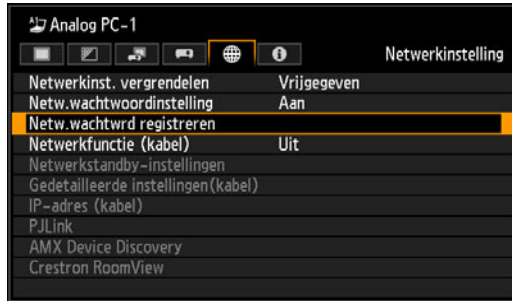 Analog PC-1
Netwerkinstelling
Netwerkinst. vergrendelen Vrijgegeven
Netw.wachtwoordinstelling Aan
Netw.wachtwrd registreren
Netwerkfunctie (kabel) Uit
Netwerkstandby-instellingen
Gedetailleerde instellingen(kabel)
IP-adres (kabel)
PJLink
AMX Device Discovery
Crestron RoomView